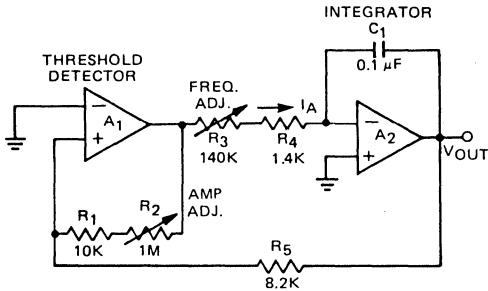 INTEGRATOR
C1
0.1 µF
THRESHOLD
DETECTOR
FREQ.
ADJ.
IA
−
A1
+
R3
140K
R4
1.4K
−
A2
+
VOUT
AMP
ADJ.
R1
10K
R2
1M
R5
8.2K